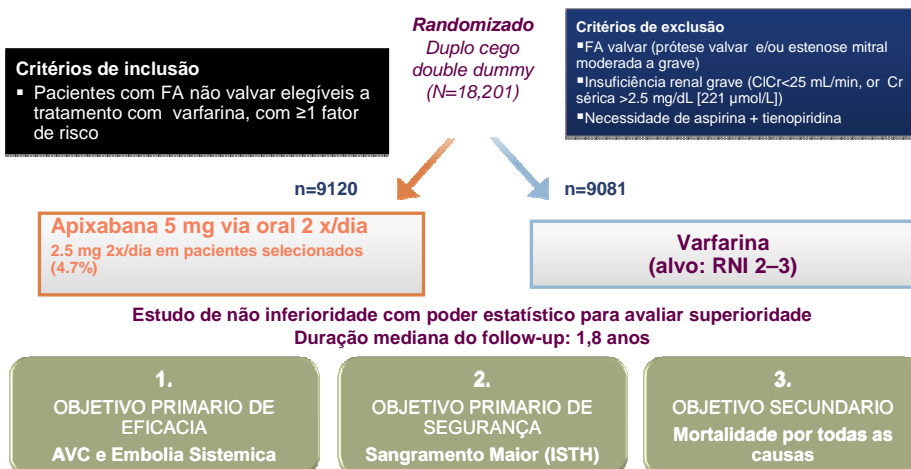 Critérios de inclusão
▪ Pacientes com FA não valvar elegíveis a
tratamento com varfarina, com ≥1 fator
de risco
Randomizado
Duplo cego
double dummy
(N=18,201)
Critérios de exclusão
▪FA valvar (prótese valvar e/ou estenose mitral
moderada a grave)
▪Insuficiência renal grave (ClCr<25 mL/min, or Cr
sérica >2.5 mg/dL [221 µmol/L])
▪Necessidade de aspirina + tienopiridina
n=9120
n=9081
Apixabana 5 mg via oral 2 x/dia
2.5 mg 2x/dia em pacientes selecionados
(4.7%)
Varfarina
(alvo: RNI 2–3)
Estudo de não inferioridade com poder estatístico para avaliar superioridade
Duração mediana do follow-up: 1,8 anos
1.
OBJETIVO PRIMARIO DE
EFICACIA
AVC e Embolia Sistemica
2.
OBJETIVO PRIMARIO DE
SEGURANÇA
Sangramento Maior (ISTH)
3.
OBJETIVO SECUNDARIO
Mortalidade por todas as
causas